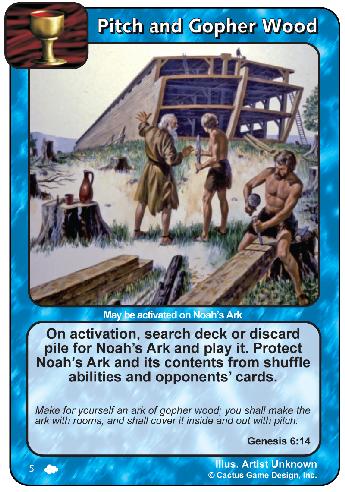 Pitch and Gopher Wood
May be activated on Noah's Ark
On activation, search deck or discard
pile for Noah's Ark and play it. Protect
Noah's Ark and its contents from shuffle
abilities and opponents' cards.
Make for yourself an ark of gopher wood; you shall make the
ark with rooms, and shall cover it inside and out with pitch.
Genesis 6:14
S
Illus. Artist Unknown
© Cactus Game Design, Inc.